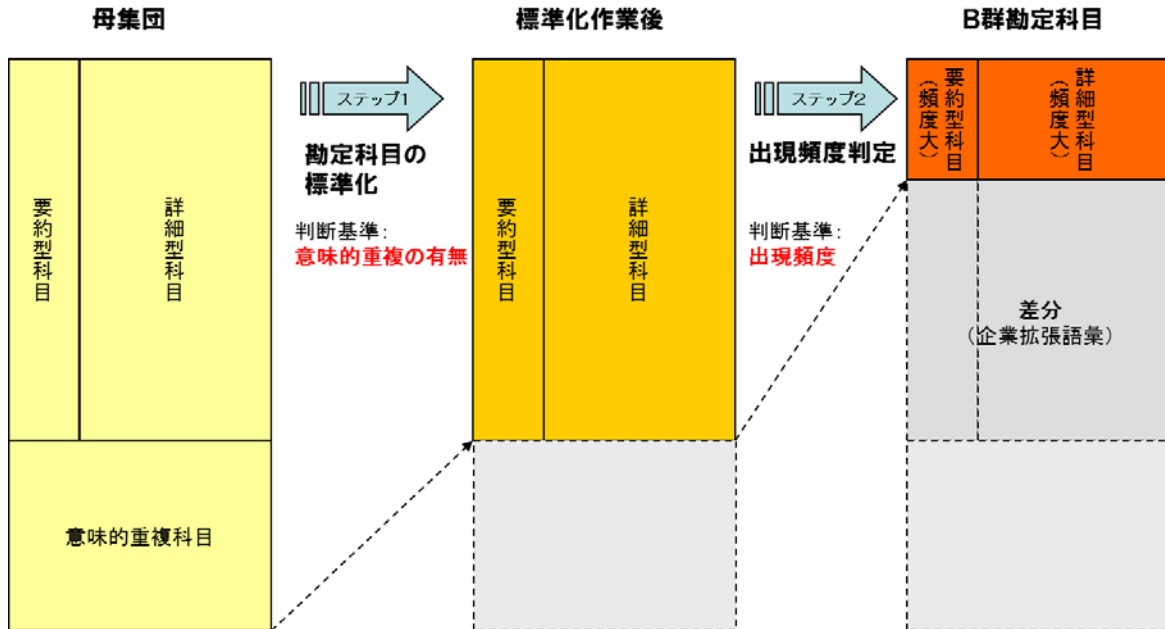 母集団
標準化作業後
B群勘定科目
ステップ1
ステップ2
勘定科目の
標準化
判断基準:
意味的重複の有無
出現頻度判定
判断基準:
出現頻度
要約型科目
詳細型科目
意味的重複科目
要約型科目
詳細型科目
要約型科目
(頻度大)
詳細型科目
(頻度大)
差分
(企業拡張語彙)